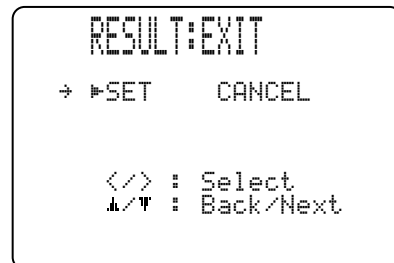 RESULT:EXIT
→ ▶SET CANCEL
</> : Select
▲/▼ : Back/Next